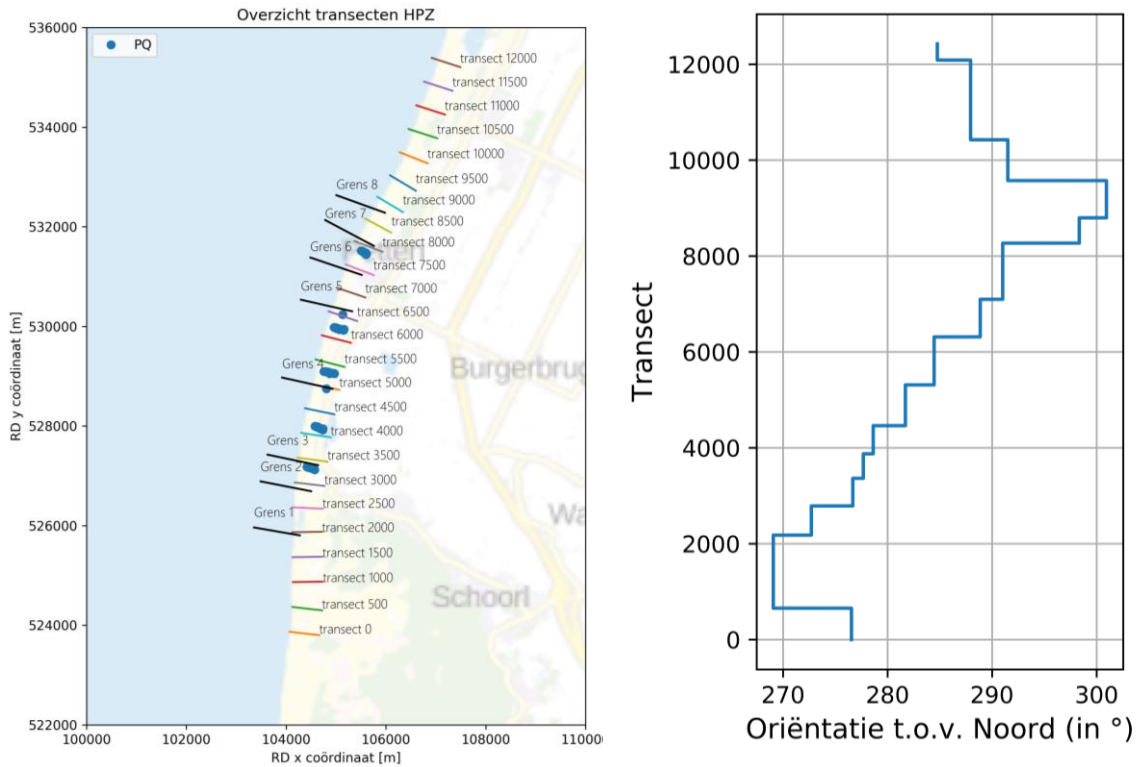 Overzicht transecten HPZ
PQ
536000
534000
532000
530000
528000
526000
524000
522000
RD y coördinaat [m]
transect 12000
transect 11500
transect 11000
transect 10500
transect 10000
transect 9500
Grens 8
transect 9000
Grens 7
transect 8500
transect 8000
Grens 6
Petten
transect 7500
Grens 5
transect 7000
transect 6500
transect 6000
transect 5500
Grens 4
Burgerbrug
transect 5000
transect 4500
transect 4000
Grens 3
transect 3500
Grens 2
transect 3000
transect 2500
Grens 1
Wa
transect 2000
transect 1500
transect 1000
Schoorl
transect 500
transect 0
100000 102000 104000 106000 108000 110000
RD x coördinaat [m]
12000
10000
8000
6000
4000
2000
0
Transect
270 280 290 300
Oriëntatie t.o.v. Noord (in °)